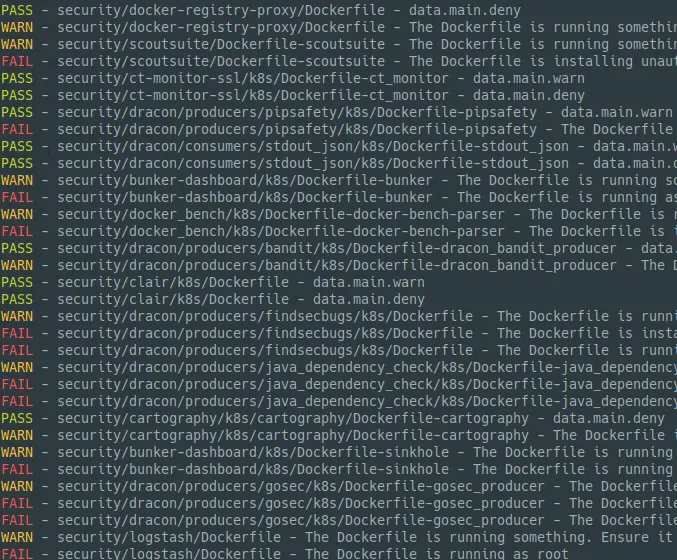 PASS - security/docker-registry-proxy/Dockerfile - data.main.deny
WARN - security/docker-registry-proxy/Dockerfile - The Dockerfile is running somethin
WARN - security/scoutsuite/Dockerfile-scoutsuite - The Dockerfile is running somethin
FAIL - security/scoutsuite/Dockerfile-scoutsuite - The Dockerfile is installing unaut
PASS - security/ct-monitor-ssl/k8s/Dockerfile-ct_monitor - data.main.warn
PASS - security/ct-monitor-ssl/k8s/Dockerfile-ct_monitor - data.main.deny
PASS - security/dracon/producers/pipsafety/k8s/Dockerfile-pipsafety - data.main.warn
FAIL - security/dracon/producers/pipsafety/k8s/Dockerfile-pipsafety - The Dockerfile
PASS - security/dracon/consumers/stdout_json/k8s/Dockerfile-stdout_json - data.main.w
PASS - security/dracon/consumers/stdout_json/k8s/Dockerfile-stdout_json - data.main.d
WARN - security/bunker-dashboard/k8s/Dockerfile-bunker - The Dockerfile is running so
FAIL - security/bunker-dashboard/k8s/Dockerfile-bunker - The Dockerfile is running as
WARN - security/docker_bench/k8s/Dockerfile-docker-bench-parser - The Dockerfile is r
FAIL - security/docker_bench/k8s/Dockerfile-docker-bench-parser - The Dockerfile is i
PASS - security/dracon/producers/bandit/k8s/Dockerfile-dracon_bandit_producer - data.
WARN - security/dracon/producers/bandit/k8s/Dockerfile-dracon_bandit_producer - The D
PASS - security/clair/k8s/Dockerfile - data.main.warn
PASS - security/clair/k8s/Dockerfile - data.main.deny
WARN - security/dracon/producers/findsecbugs/k8s/Dockerfile - The Dockerfile is runni
FAIL - security/dracon/producers/findsecbugs/k8s/Dockerfile - The Dockerfile is insta
FAIL - security/dracon/producers/findsecbugs/k8s/Dockerfile - The Dockerfile is runni
WARN - security/dracon/producers/java_dependency_check/k8s/Dockerfile-java_dependency
FAIL - security/dracon/producers/java_dependency_check/k8s/Dockerfile-java_dependency
FAIL - security/dracon/producers/java_dependency_check/k8s/Dockerfile-java_dependency
PASS - security/cartography/k8s/cartography/Dockerfile-cartography - data.main.deny
WARN - security/cartography/k8s/cartography/Dockerfile-cartography - The Dockerfile i
WARN - security/bunker-dashboard/k8s/Dockerfile-sinkhole - The Dockerfile is running
FAIL - security/bunker-dashboard/k8s/Dockerfile-sinkhole - The Dockerfile is running
WARN - security/dracon/producers/gosec/k8s/Dockerfile-gosec_producer - The Dockerfile
FAIL - security/dracon/producers/gosec/k8s/Dockerfile-gosec_producer - The Dockerfile
FAIL - security/dracon/producers/gosec/k8s/Dockerfile-gosec_producer - The Dockerfile
WARN - security/logstash/Dockerfile - The Dockerfile is running something. Ensure it
FAIL - security/logstash/Dockerfile - The Dockerfile is running as root